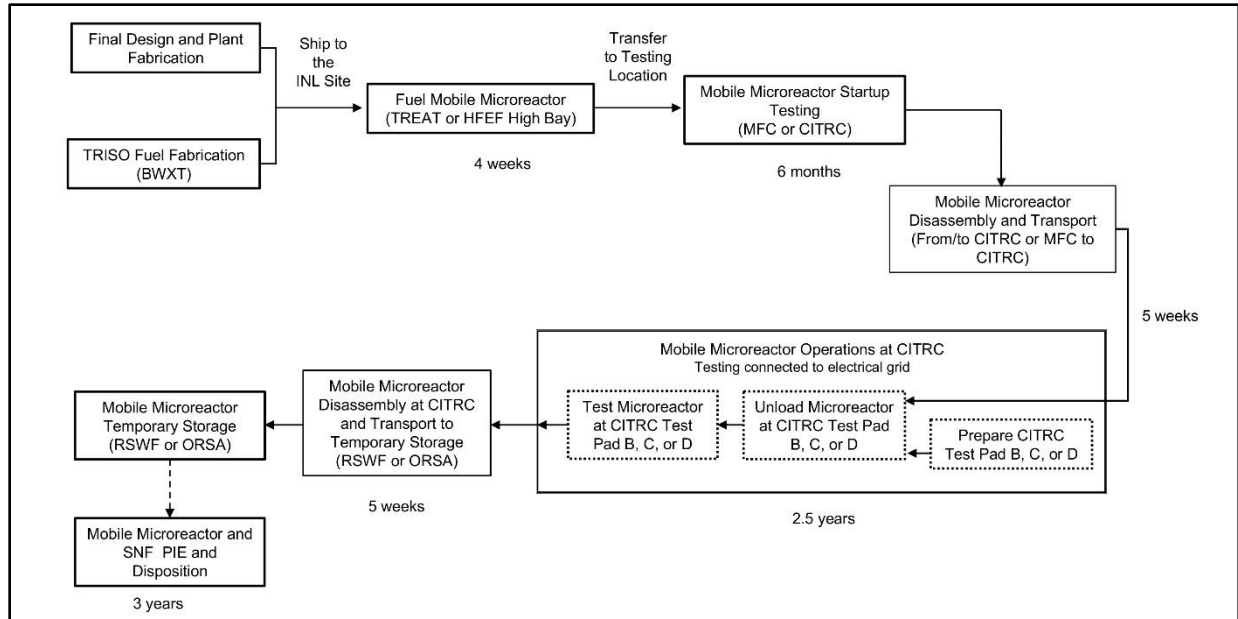 Final Design and Plant
Fabrication
Ship to
the
INL Site
TRISO Fuel Fabrication
(BWXT)
Fuel Mobile Microreactor
(TREAT or HFEF High Bay)
4 weeks
Transfer
to Testing
Location
Mobile Microreactor Startup
Testing
(MFC or CITRC)
6 months
Mobile Microreactor
Disassembly and Transport
(From/to CITRC or MFC to
CITRC)
5 weeks
Mobile Microreactor Operations at CITRC
Testing connected to electrical grid
Prepare CITRC
Test Pad B, C, or D
Unload Microreactor
at CITRC Test Pad
B, C, or D
Test Microreactor
at CITRC Test
Pad B, C, or D
2.5 years
Mobile Microreactor
Disassembly at CITRC
and Transport to
Temporary Storage
(RSWF or ORSA)
5 weeks
Mobile Microreactor
Temporary Storage
(RSWF or ORSA)
Mobile Microreactor and
SNF PIE and
Disposition
3 years